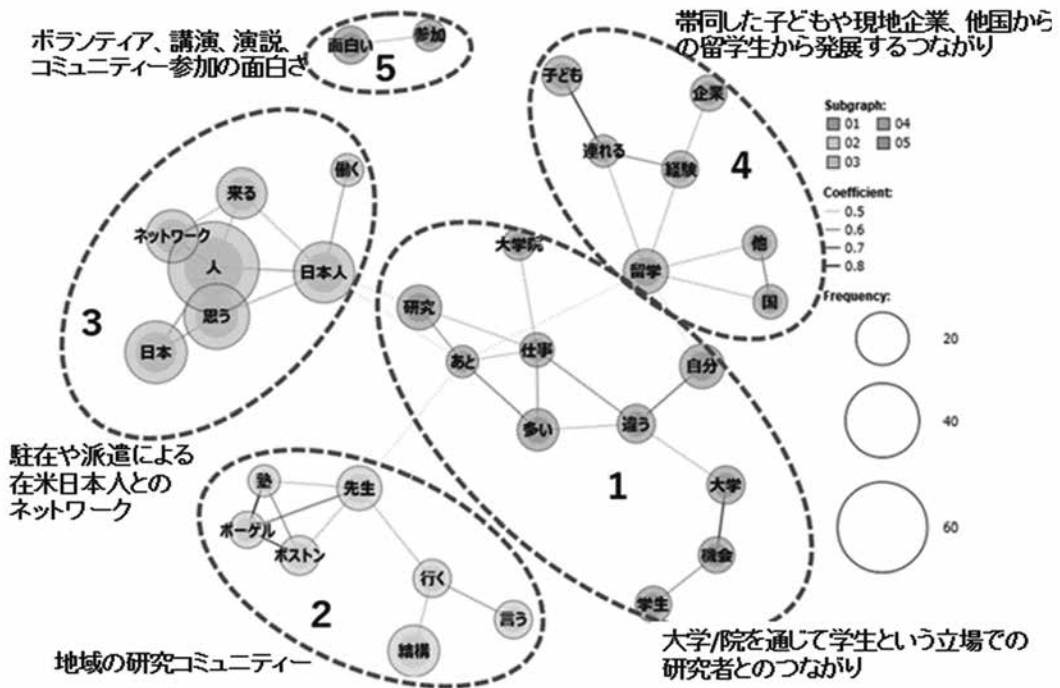 ボランティア、講演、演説、
コミュニティー参加の面白さ
面白い
参加
5
帯同した子どもや現地企業、他国から
の留学生から発展するつながり
子ども
企業
連れる
経験
4
他
留学
国
Subgraph:
01
04
02
05
03
Coefficient:
0.5
0.6
0.7
0.8
Frequency:
20
40
60
働く
来る
ネットワーク
人
日本人
思う
3
日本
駐在や派遣による
在米日本人との
ネットワーク
大学院
研究
仕事
あと
自分
多い
違う
1
大学
機会
学生
大学/院を通じて学生という立場での
研究者とのつながり
塾
先生
ボーゲル
ボストン
行く
2
言う
結構
地域の研究コミュニティー